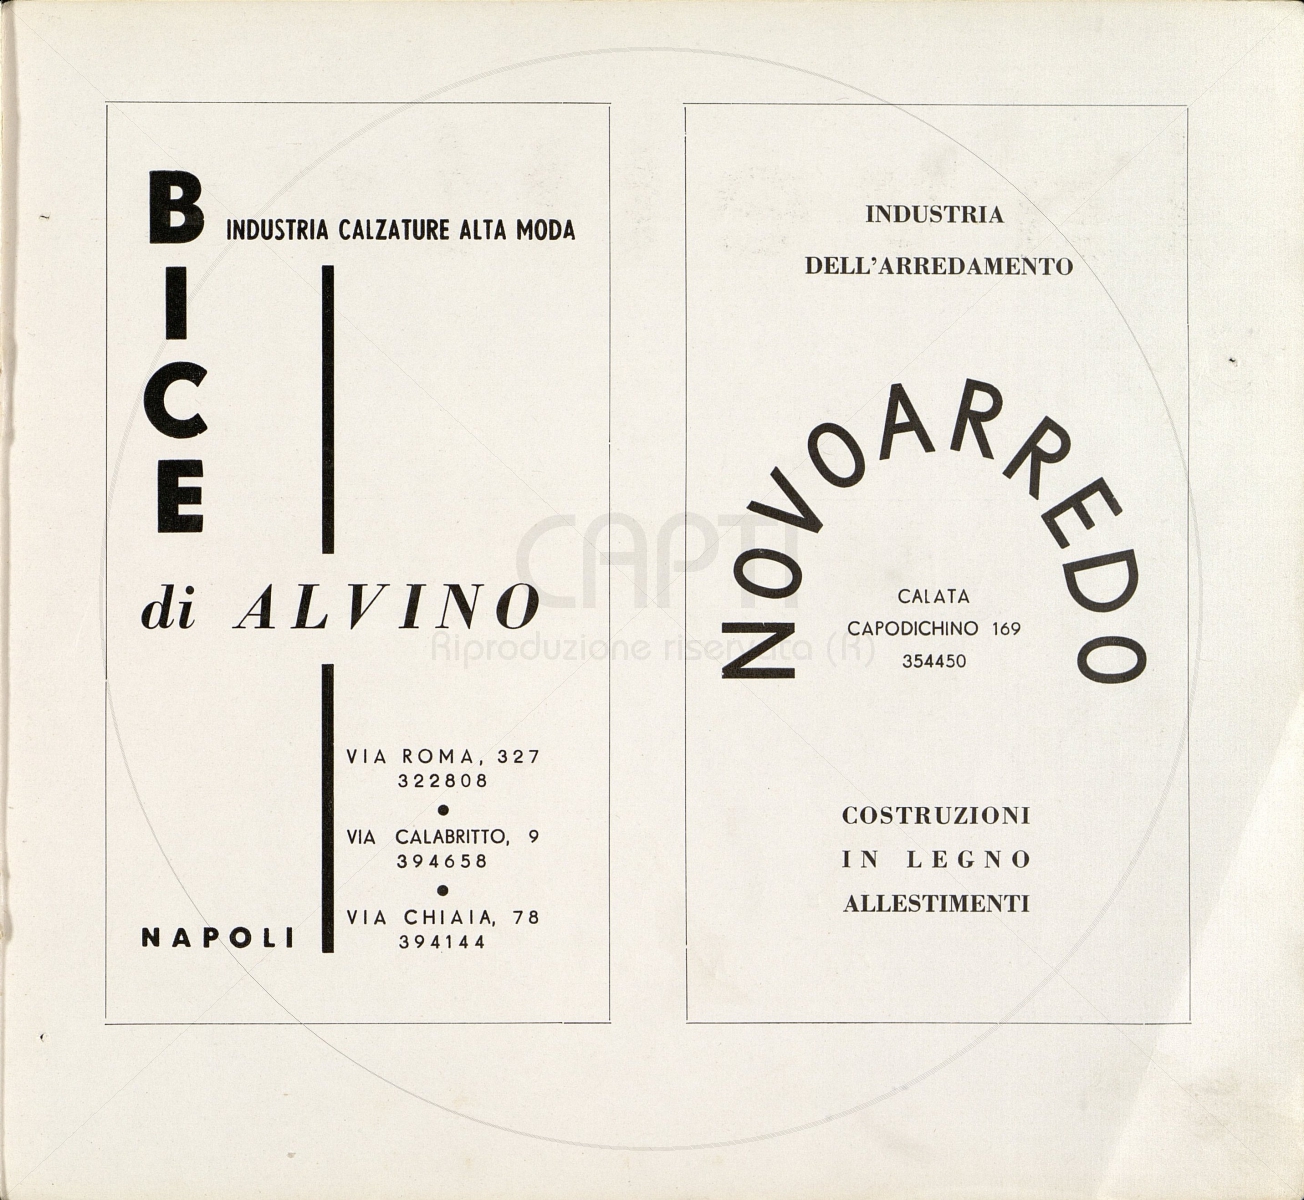 BICE
INDUSTRIA CALZATURE ALTA MODA
di ALVINO
VIA ROMA, 327
322808
VIA CALABRITTO, 9
394658
VIA CHIAIA, 78
394144
NAPOLI
INDUSTRIA
DELL'ARREDAMENTO
NOVOARREDO
CALATA
CAPODICHINO 169
354450
COSTRUZIONI
IN LEGNO
ALLESTIMENTI
CAPTI
Riproduzione riservata (R)